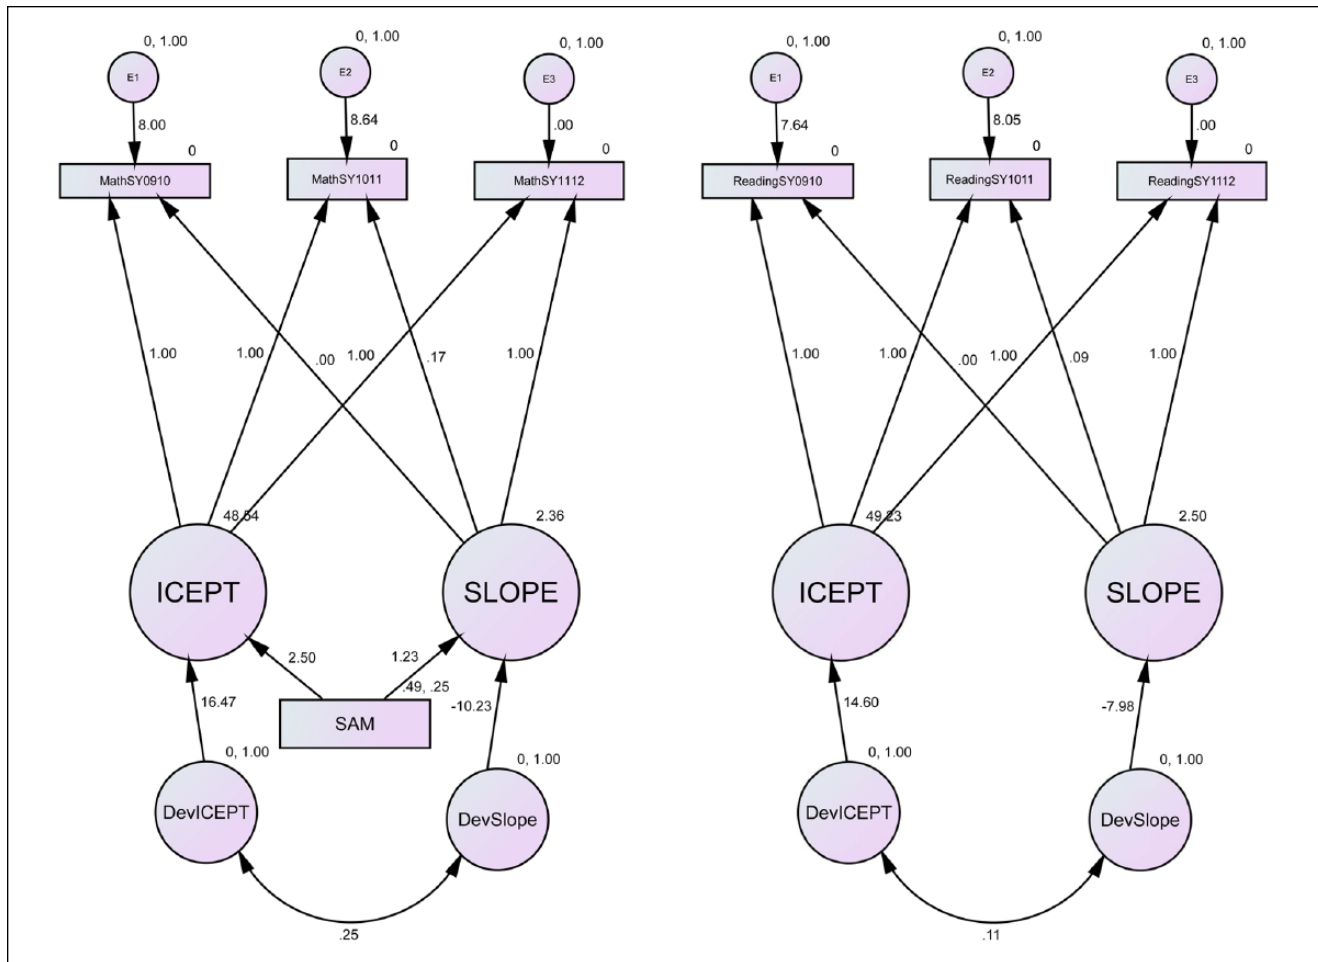 0, 1.00
0, 1.00
0, 1.00
E1
E2
E3
8.00
8.64
.00
0
0
0
MathSY0910
MathSY1011
MathSY1112
1.00
1.00
.00
1.00
.17
1.00
48.54
2.36
ICEPT
SLOPE
2.50
1.23
.49, .25
16.47
-10.23
SAM
0, 1.00
0, 1.00
DevICEPT
DevSlope
.25
0, 1.00
0, 1.00
0, 1.00
E1
E2
E3
7.64
8.05
.00
0
0
0
ReadingSY0910
ReadingSY1011
ReadingSY1112
1.00
1.00
.00
1.00
.09
1.00
49.23
2.50
ICEPT
SLOPE
14.60
-7.98
0, 1.00
0, 1.00
DevICEPT
DevSlope
.11